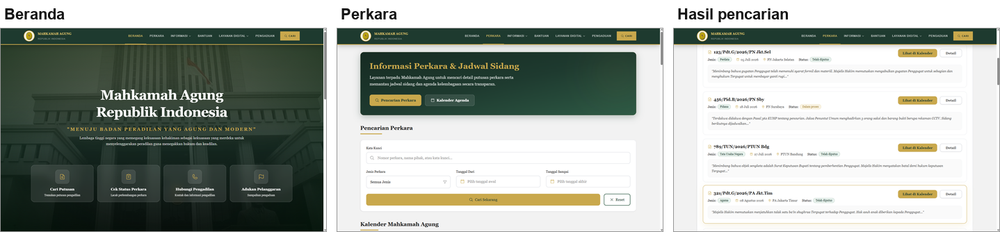 Beranda
MAHKAMAH AGUNG
REPUBLIK INDONESIA
BERANDA PERKARA INFORMASI BANTUAN LAYANAN DIGITAL PENGADUAN CARI
Mahkamah Agung
Republik Indonesia
"MENUJU BADAN PERADILAN YANG AGUNG DAN MODERN"
Lembaga tinggi negara yang memegang kekuasaan kehakiman sebagai kekuasaan yang merdeka untuk
menyelenggarakan peradilan guna menegakkan hukum dan keadilan.
Cari Putusan
Temukan putusan pengadilan
Cek Status Perkara
Lacak perkembangan perkara
Hubungi Pengadilan
Kontak dan informasi pengadilan
Adukan Pelanggaran
Sampaikan pengaduan
Perkara
MAHKAMAH AGUNG
REPUBLIK INDONESIA
BERANDA PERKARA INFORMASI BANTUAN LAYANAN DIGITAL PENGADUAN CARI
Informasi Perkara & Jadwal Sidang
Layanan terpadu Mahkamah Agung untuk mencari detail putusan perkara serta
memantau jadwal sidang dan agenda kelembagaan secara transparan.
Pencarian Perkara Kalender Agenda
Pencarian Perkara
Kata Kunci
Nomor perkara, nama pihak, atau kata kunci...
Jenis Perkara Tanggal Dari Tanggal Sampai
Semua Jenis Pilih tanggal awal Pilih tanggal akhir
Cari Sekarang Reset
Kalender Mahkamah Agung
Hasil pencarian
MAHKAMAH AGUNG
REPUBLIK INDONESIA
BERANDA PERKARA INFORMASI BANTUAN LAYANAN DIGITAL PENGADUAN CARI
123/Pdt.G/2026/PN Jkt.Sel Lihat di Kalender Detail
Jenis: Perdata 15 Juli 2026 PN Jakarta Selatan Status: Telah diputus
"Menimbang bahwa gugatan Penggugat telah memenuhi syarat formil dan materiil. Majelis Hakim memutuskan mengabulkan gugatan Penggugat untuk sebagian dan
menghukum Tergugat untuk membayar ganti rugi..."
456/Pid.B/2026/PN Sby Lihat di Kalender Detail
Jenis: Pidana 18 Juli 2026 PN Surabaya Status: Dalam proses
"Terdakwa didakwa dengan Pasal 362 KUHP tentang pencurian. Jaksa Penuntut Umum menghadirkan 3 orang saksi dan barang bukti berupa rekaman CCTV. Sidang
berikutnya dijadwalkan..."
789/TUN/2026/PTUN Bdg Lihat di Kalender Detail
Jenis: Tata Usaha Negara 27 Juli 2026 PTUN Bandung Status: Telah diputus
"Menimbang bahwa objek sengketa adalah Surat Keputusan Bupati tentang pemberhentian Penggugat. Majelis Hakim menyatakan batal demi hukum keputusan
Tergugat..."
321/Pdt.G/2026/PA Jkt.Tim Lihat di Kalender Detail
Jenis: Agama 08 Agustus 2026 PA Jakarta Timur Status: Telah diputus
"Majelis Hakim memutuskan menjatuhkan talak satu ba'in shughraa Tergugat terhadap Penggugat. Hak asuh anak diberikan kepada Penggugat..."